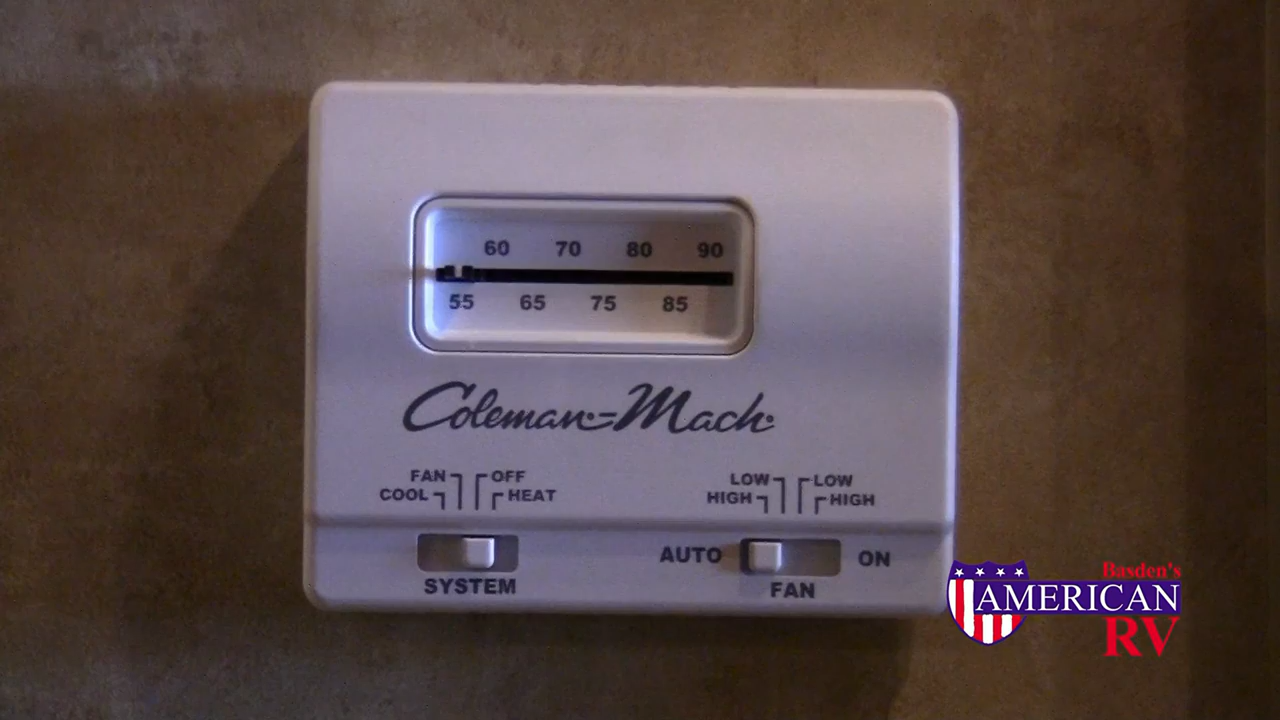 60 70 80 90
55 65 75 85
Coleman-Mach
FAN OFF
COOL HEAT
LOW LOW
HIGH HIGH
AUTO ON
SYSTEM
FAN
Basden's
AMERICAN
RV